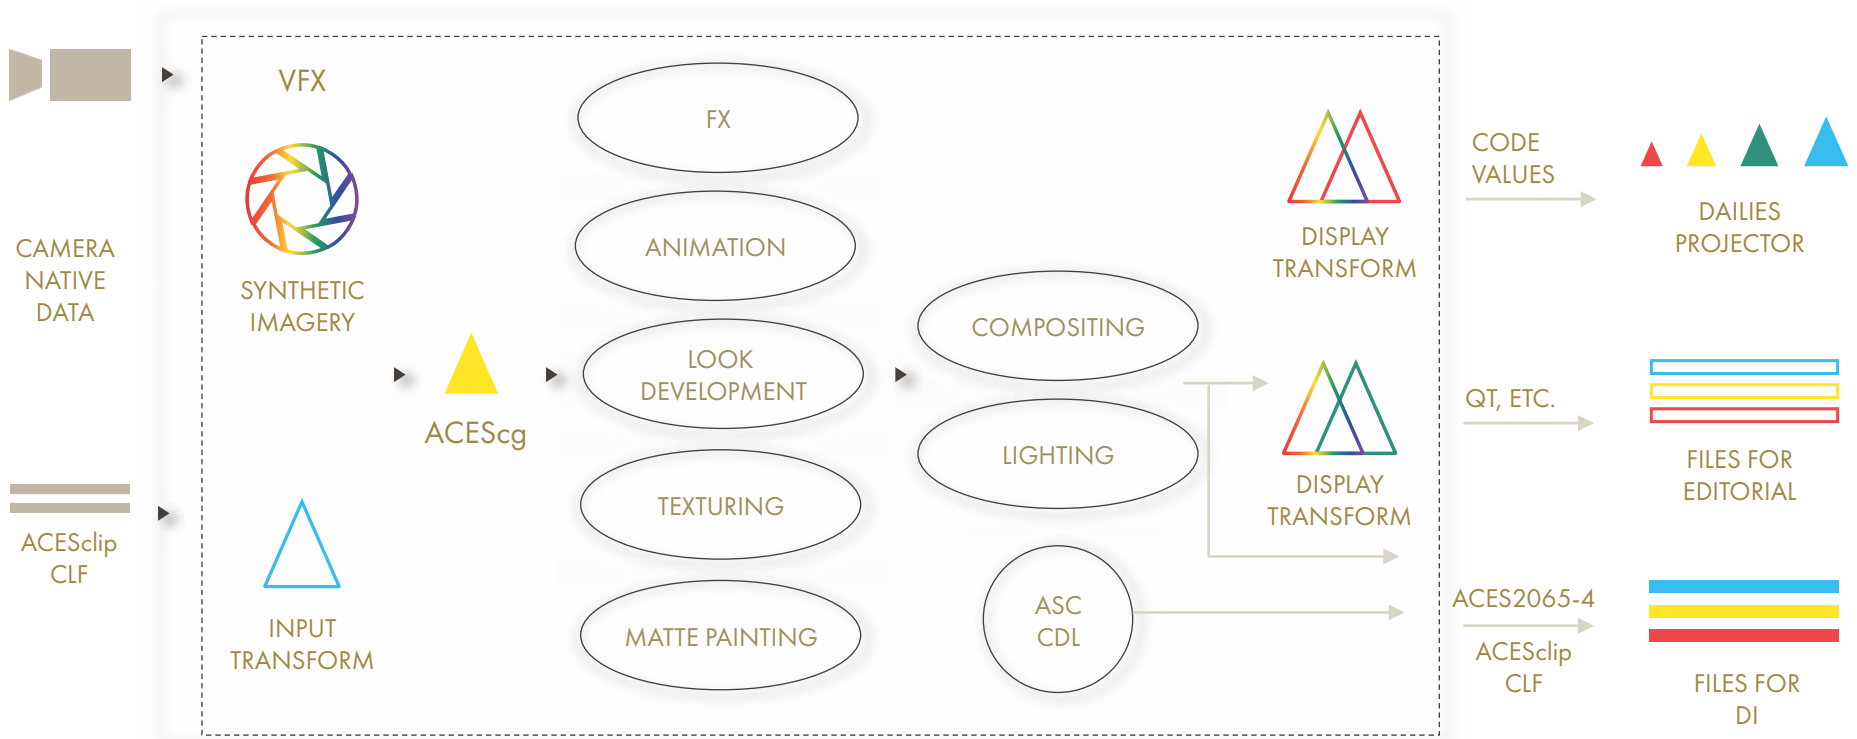 CAMERA
NATIVE
DATA
ACESclip
CLF
VFX
SYNTHETIC
IMAGERY
INPUT
TRANSFORM
ACEScg
FX
ANIMATION
LOOK
DEVELOPMENT
TEXTURING
MATTE PAINTING
COMPOSITING
LIGHTING
ASC
CDL
DISPLAY
TRANSFORM
DISPLAY
TRANSFORM
CODE
VALUES
DAILIES
PROJECTOR
QT, ETC.
FILES FOR
EDITORIAL
ACES2065-4
ACESclip
CLF
FILES FOR
DI